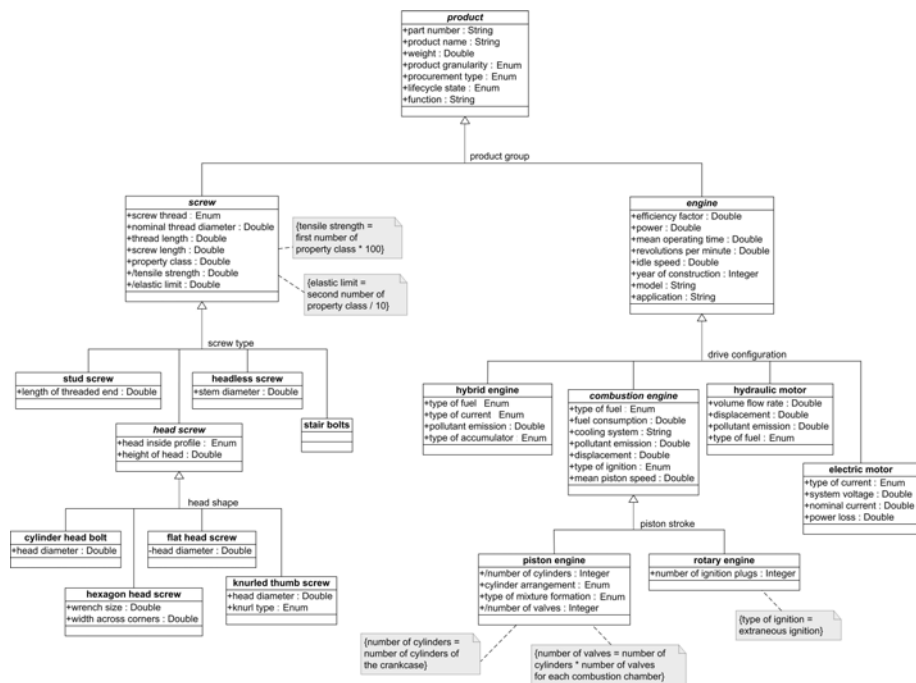 product
+part number : String
+product name : String
+weight : Double
+product granularity : Enum
+procurement type : Enum
+lifecycle state : Enum
+function : String
product group
screw
+screw thread : Enum
+nominal thread diameter : Double
+thread length : Double
+screw length : Double
+property class : Double
+/tensile strength : Double
+/elastic limit : Double
{tensile strength =
first number of
property class * 100}
{elastic limit =
second number of
property class / 10}
engine
+efficiency factor : Double
+power : Double
+mean operating time : Double
+revolutions per minute : Double
+idle speed : Double
+year of construction : Integer
+model : String
+application : String
screw type
stud screw
+length of threaded end : Double
headless screw
+stem diameter : Double
head screw
+head inside profile : Enum
+height of head : Double
stair bolts
head shape
cylinder head bolt
+head diameter : Double
flat head screw
-head diameter : Double
hexagon head screw
+wrench size : Double
+width across corners : Double
knurled thumb screw
+head diameter : Double
+knurl type : Enum
drive configuration
hybrid engine
+type of fuel Enum
+type of current Enum
+pollutant emission : Double
+type of accumulator Enum
combustion engine
+type of fuel : Enum
+fuel consumption : Double
+cooling system : String
+pollutant emission : Double
+displacement : Double
+type of ignition : Enum
+mean piston speed : Double
hydraulic motor
+volume flow rate : Double
+displacement : Double
+pollutant emission : Double
+type of fuel : Enum
electric motor
+type of current : Enum
+system voltage : Double
+nominal current : Double
+power loss : Double
piston stroke
piston engine
+/number of cylinders : Integer
+cylinder arrangement : Enum
+type of mixture formation : Enum
+/number of valves : Integer
rotary engine
+number of ignition plugs : Integer
{number of cylinders =
number of cylinders of
the crankcase}
{number of valves = number of
cylinders * number of valves
for each combustion chamber}
{type of ignition =
extraneous ignition}